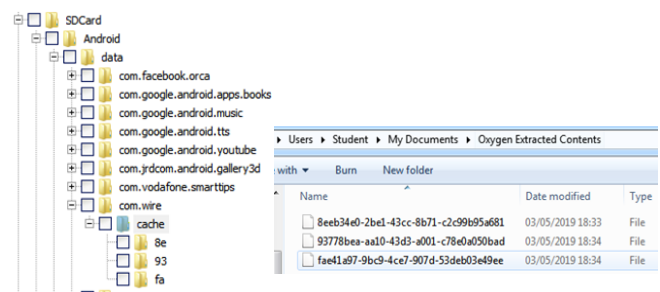 SDCard
Android
data
com.facebook.orca
com.google.android.apps.books
com.google.android.music
com.google.android.tts
com.google.android.youtube
com.jrdcom.android.gallery3d
com.vodafone.smarttips
com.wire
cache
8e
93
fa
Users Student My Documents Oxygen Extracted Contents
with Burn New folder
Name Date modified Type
8eeb34e0-2be1-43cc-8b71-c2c99b95a681 03/05/2019 18:33 File
93778bea-aa10-43d3-a001-c78e0a050bad 03/05/2019 18:34 File
fae41a97-9bc9-4ce7-907d-53deb03e49ee 03/05/2019 18:34 File